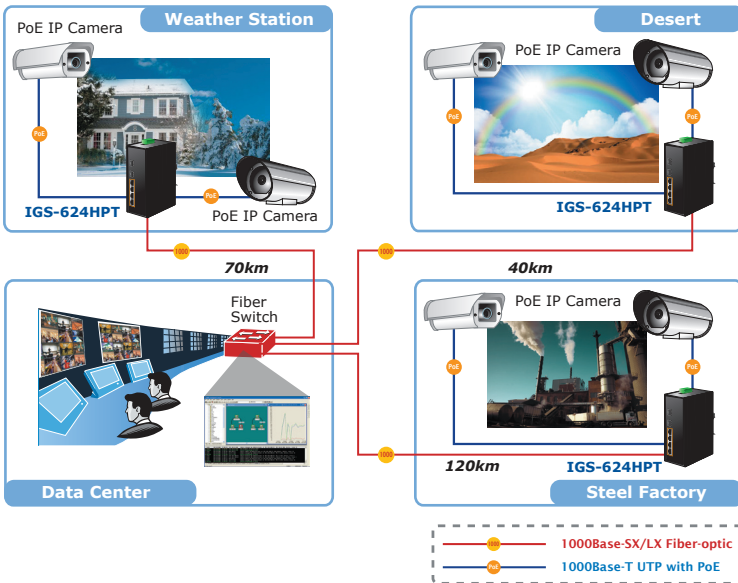 Weather Station
PoE IP Camera
PoE
PoE
IGS-624HPT
PoE IP Camera
Desert
PoE IP Camera
PoE
PoE
IGS-624HPT
1000
70km
1000
40km
Fiber
Switch
Data Center
PoE IP Camera
PoE
PoE
1000
120km
IGS-624HPT
Steel Factory
1000
1000Base-SX/LX Fiber-optic
PoE
1000Base-T UTP with PoE